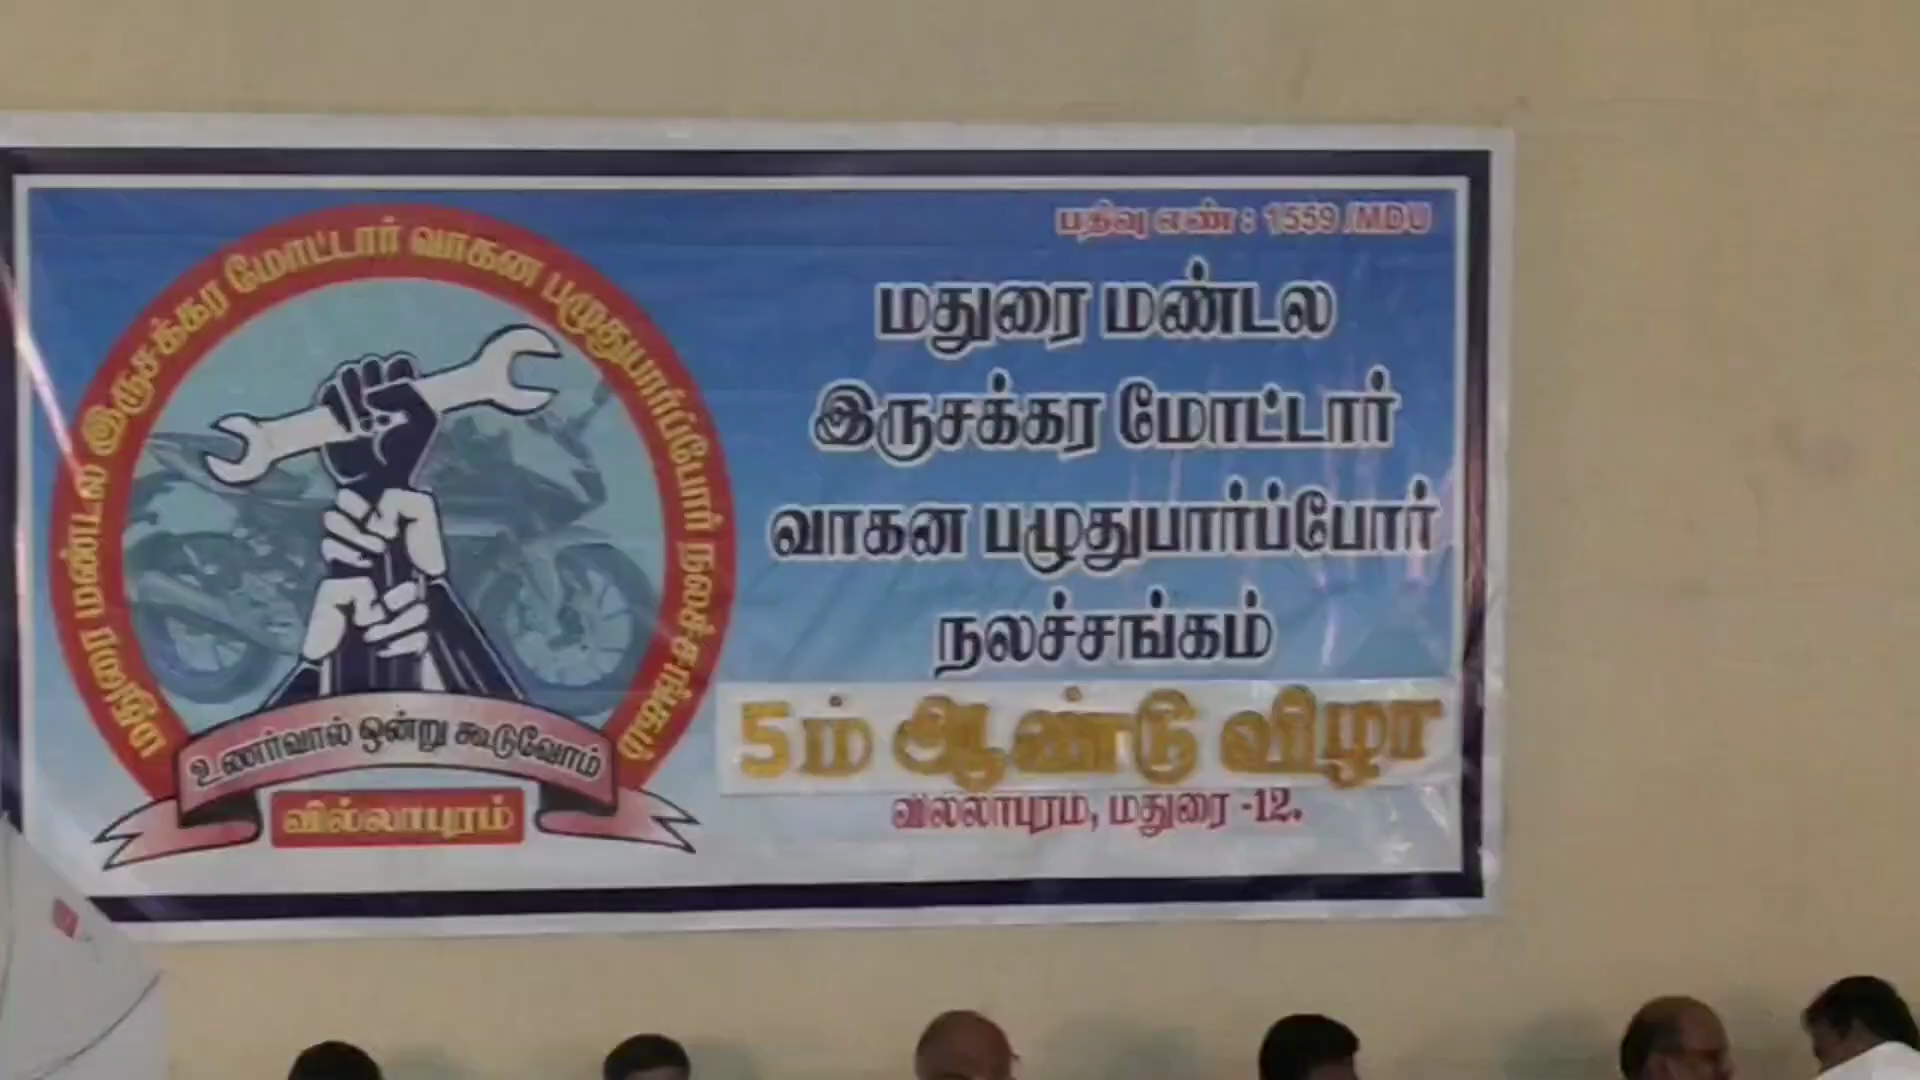 மதுரை மண்டல இருசக்கர மோட்டார் வாகன பழுதுபார்ப்போர் நலச்சங்கம்
உணர்வால் ஒன்று கூடுவோம்
வில்லாபுரம்
பதிவு எண் : 1559 /MDU
மதுரை மண்டல
இருசக்கர மோட்டார்
வாகன பழுதுபார்ப்போர்
நலச்சங்கம்
5ம் ஆண்டு விழா
வில்லாபுரம், மதுரை -12.